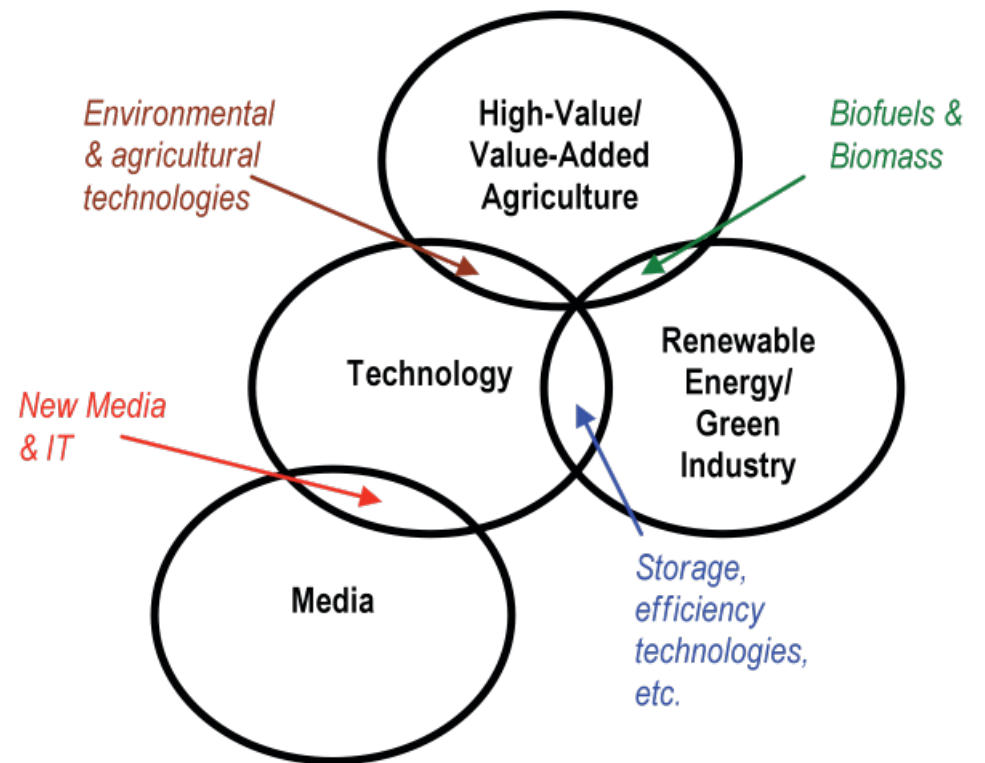 High-Value/
Value-Added
Agriculture
Environmental
& agricultural
technologies
Biofuels &
Biomass
Technology
Renewable
Energy/
Green
Industry
New Media
& IT
Media
Storage,
efficiency
technologies,
etc.